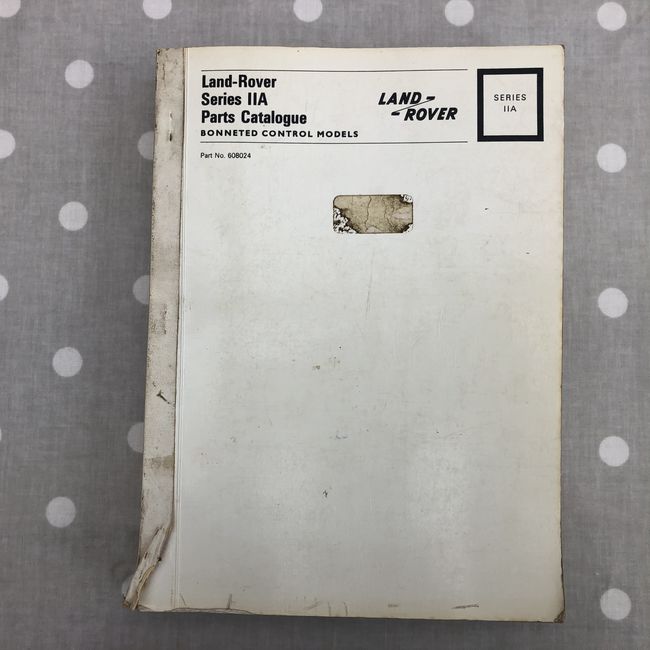 Land-Rover
Series IIA
Parts Catalogue
BONNETED CONTROL MODELS
Part No. 608024
LAND -
- ROVER
SERIES
IIA